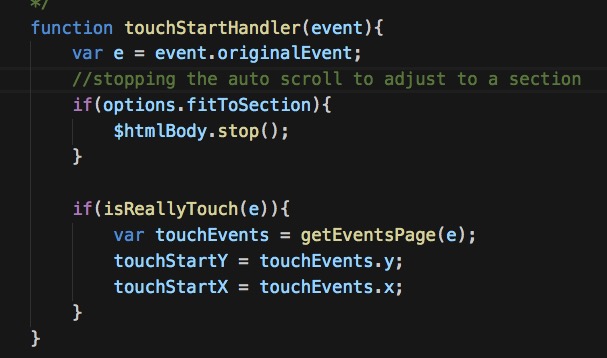 */
function touchStartHandler(event){
    var e = event.originalEvent;
    //stopping the auto scroll to adjust to a section
    if(options.fitToSection){
        $htmlBody.stop();
    }

    if(isReallyTouch(e)){
        var touchEvents = getEventsPage(e);
        touchStartY = touchEvents.y;
        touchStartX = touchEvents.x;
    }
}